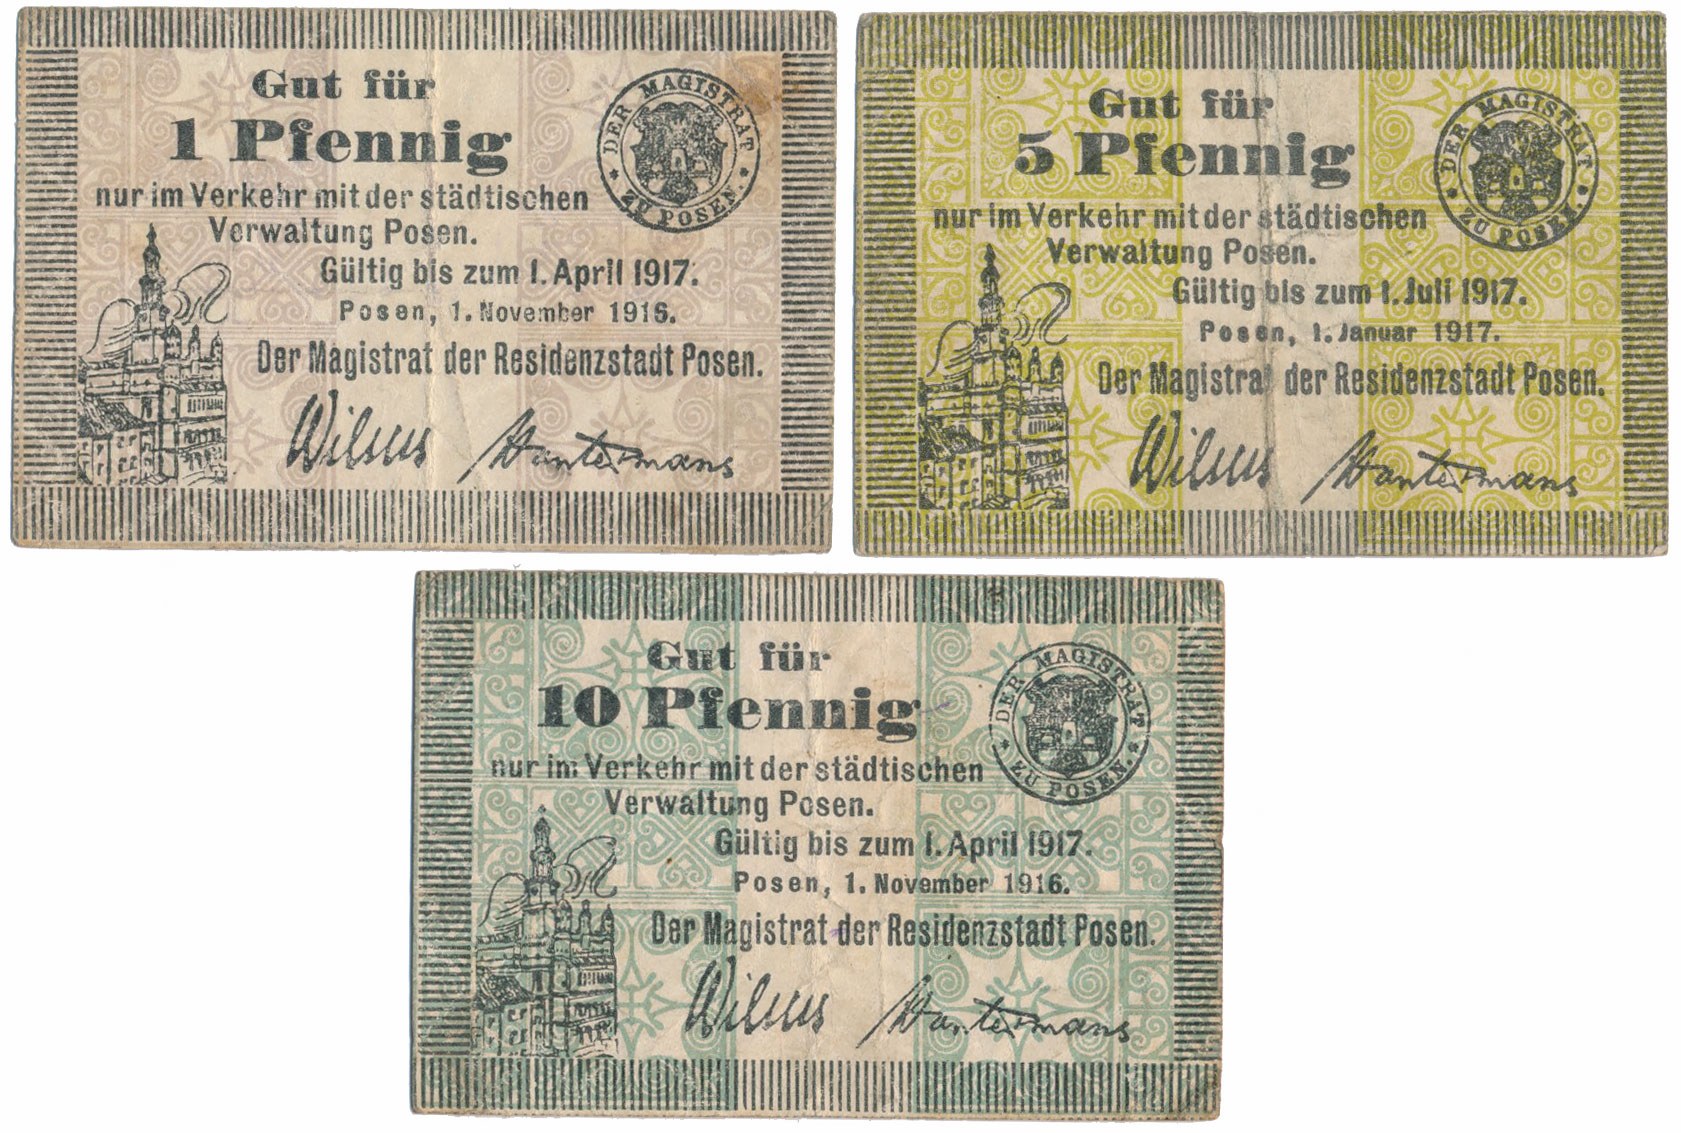 Gut für
1 Pfennig
nur im Verkehr mit der städtischen
Verwaltung Posen.
Gültig bis zum 1. April 1917.
Posen, 1. November 1916.
Der Magistrat der Residenzstadt Posen.
Wilms
DER MAGISTRAT
* ZU POSEN. *
Gut für
5 Pfennig
nur im Verkehr mit der städtischen
Verwaltung Posen.
Gültig bis zum 1. Juli 1917.
Posen, 1. Januar 1917.
Der Magistrat der Residenzstadt Posen.
Wilms
DER MAGISTRAT
* ZU POSEN. *
Gut für
10 Pfennig
nur im Verkehr mit der städtischen
Verwaltung Posen.
Gültig bis zum 1. April 1917.
Posen, 1. November 1916.
Der Magistrat der Residenzstadt Posen.
Wilms
DER MAGISTRAT
* ZU POSEN. *